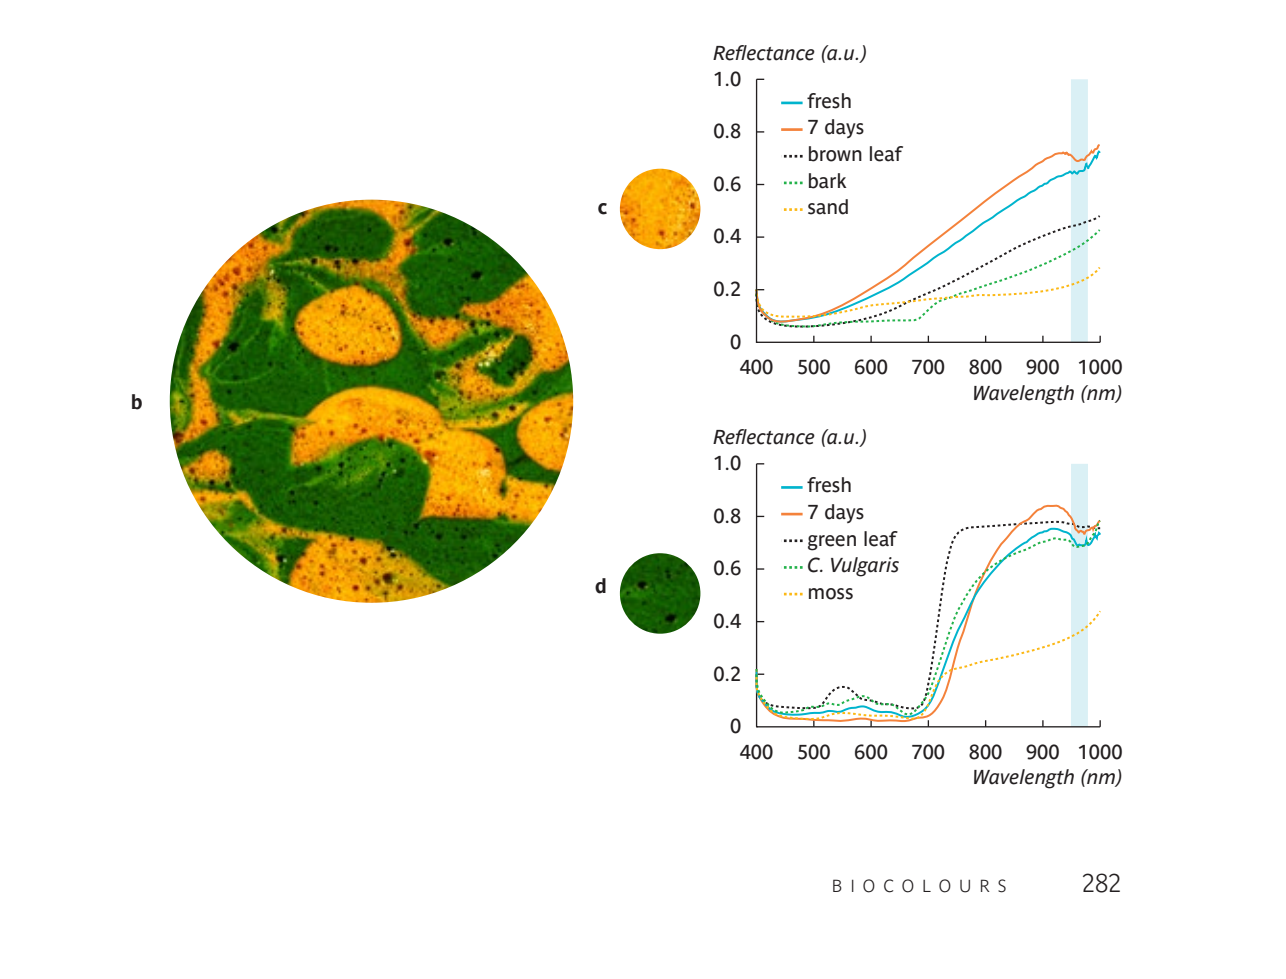 b
c
Reflectance (a.u.)
1.0
0.8
0.6
0.4
0.2
0
fresh
7 days
brown leaf
bark
sand
400 500 600 700 800 900 1000
Wavelength (nm)
d
Reflectance (a.u.)
1.0
0.8
0.6
0.4
0.2
0
fresh
7 days
green leaf
C. Vulgaris
moss
400 500 600 700 800 900 1000
Wavelength (nm)
BIOCOLOURS 282